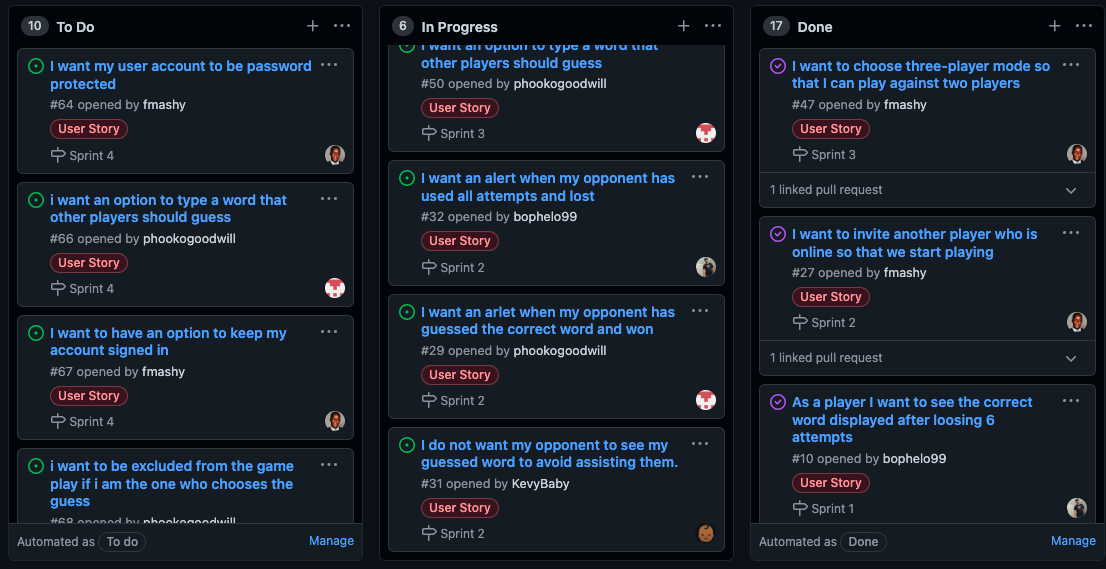 10 To Do
I want my user account to be password
protected
#64 opened by fmashy
User Story
Sprint 4
i want an option to type a word that
other players should guess
#66 opened by phookogoodwill
User Story
Sprint 4
I want to have an option to keep my
account signed in
#67 opened by fmashy
User Story
Sprint 4
i want to be excluded from the game
play if i am the one who chooses the
guess
#68 opened by phookogoodwill
Automated as To do Manage
6 In Progress
I want an option to type a word that
other players should guess
#50 opened by phookogoodwill
User Story
Sprint 3
I want an alert when my opponent has
used all attempts and lost
#32 opened by bophelo99
User Story
Sprint 2
I want an arlet when my opponent has
guessed the correct word and won
#29 opened by phookogoodwill
User Story
Sprint 2
I do not want my opponent to see my
guessed word to avoid assisting them.
#31 opened by KevyBaby
User Story
Sprint 2
17 Done
I want to choose three-player mode so
that I can play against two players
#47 opened by fmashy
User Story
Sprint 3
1 linked pull request
I want to invite another player who is
online so that we start playing
#27 opened by fmashy
User Story
Sprint 2
1 linked pull request
As a player I want to see the correct
word displayed after loosing 6
attempts
#10 opened by bophelo99
User Story
Sprint 1
Automated as Done Manage